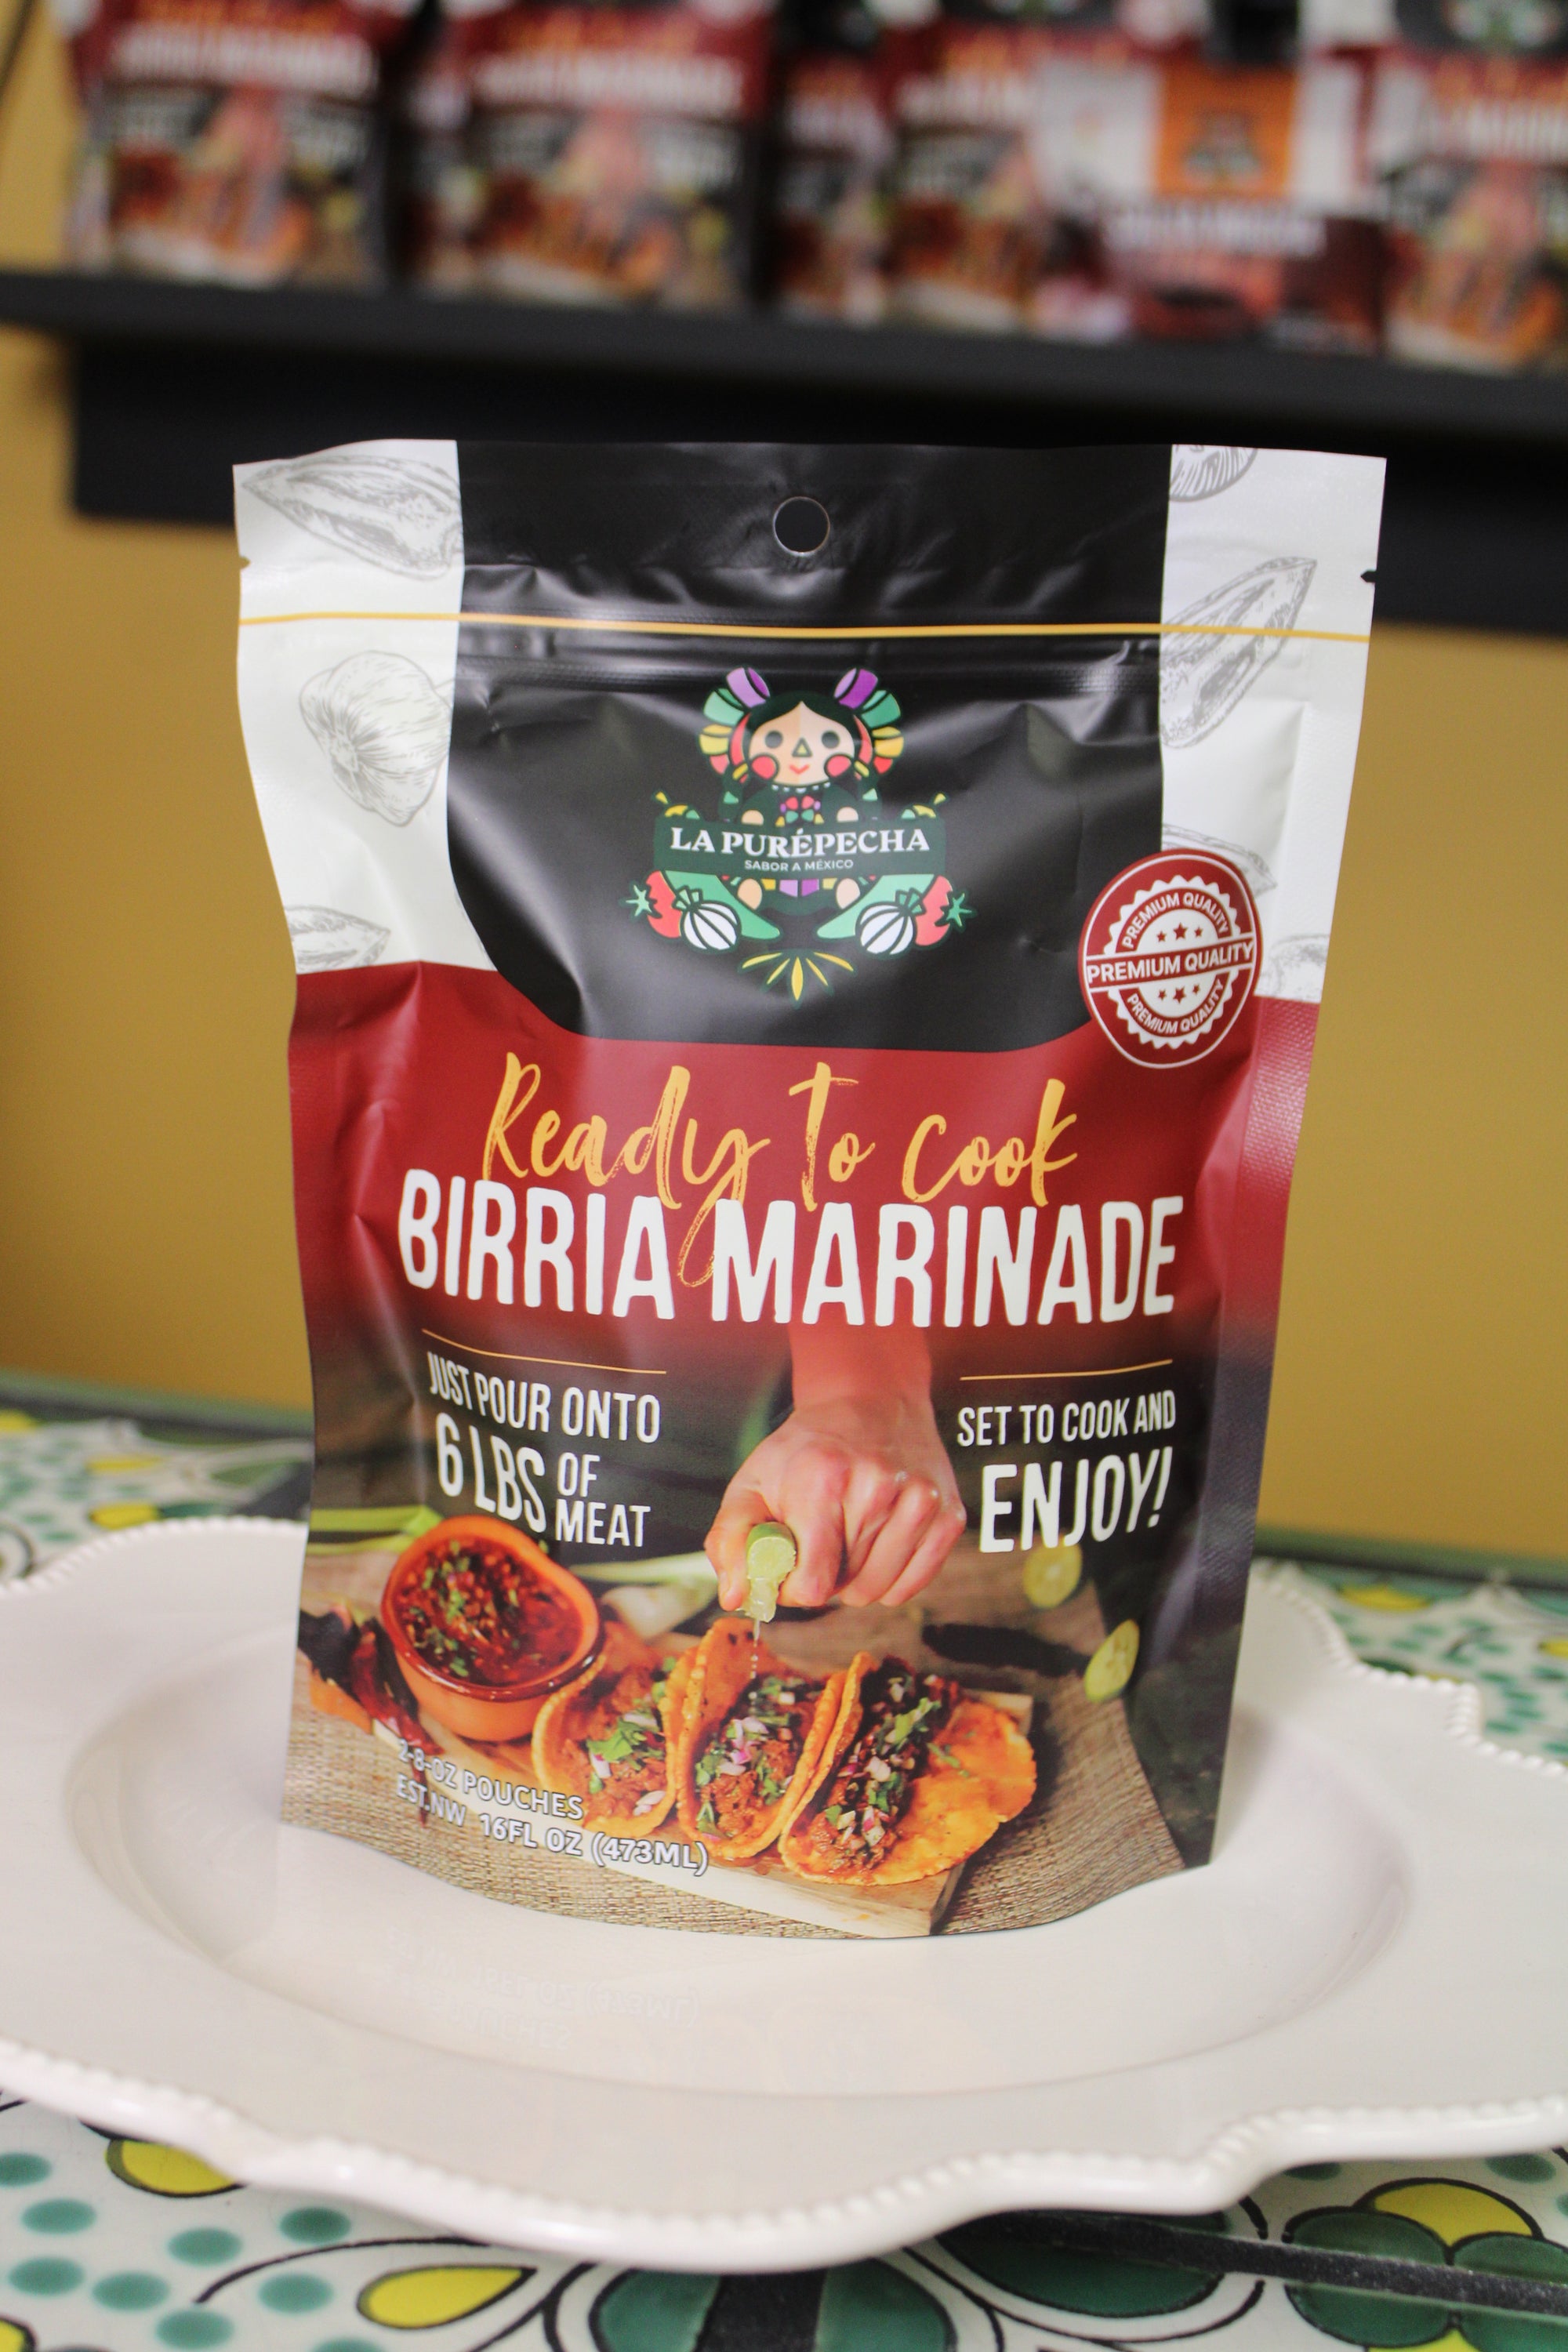 LA PURÉPECHA
SABOR A MÉXICO
PREMIUM QUALITY
PREMIUM QUALITY
PREMIUM QUALITY
Ready to cook
BIRRIA MARINADE
JUST POUR ONTO
6 LBS OF
MEAT
SET TO COOK AND
ENJOY!
2-8-OZ POUCHES
EST.NW 16FL OZ (473ML)